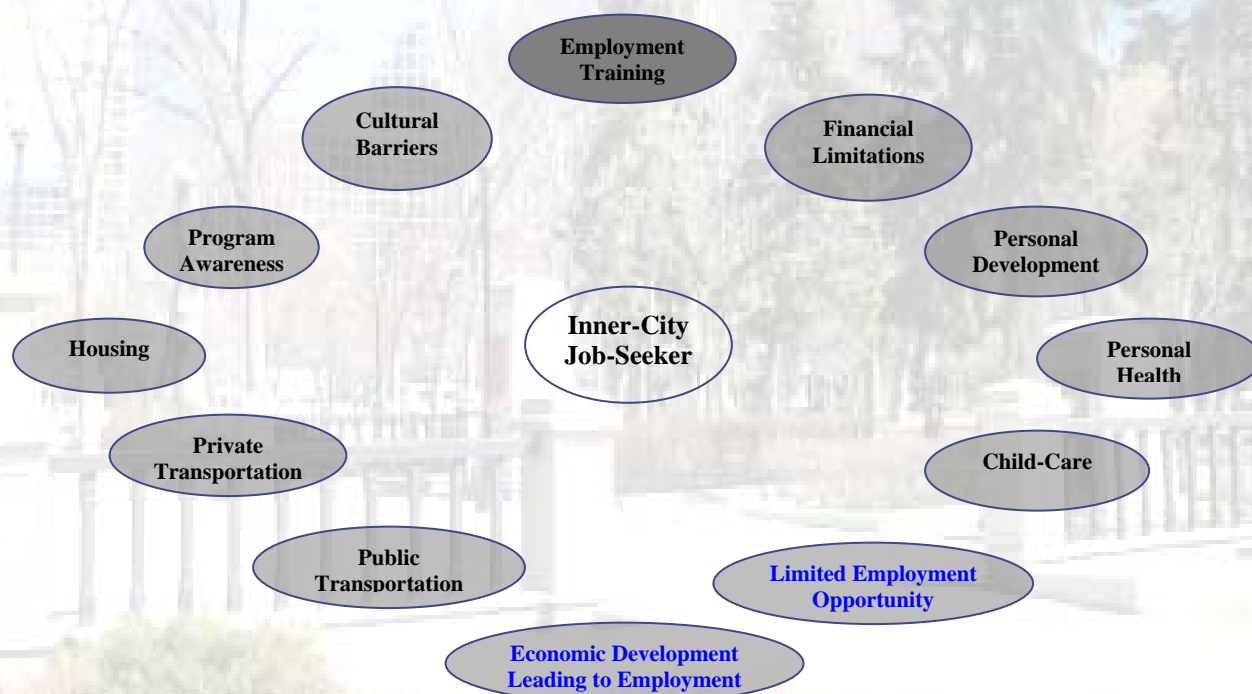 Employment
Training
Cultural
Barriers
Financial
Limitations
Program
Awareness
Personal
Development
Inner-City
Job-Seeker
Housing
Personal
Health
Private
Transportation
Child-Care
Public
Transportation
Limited Employment
Opportunity
Economic Development
Leading to Employment